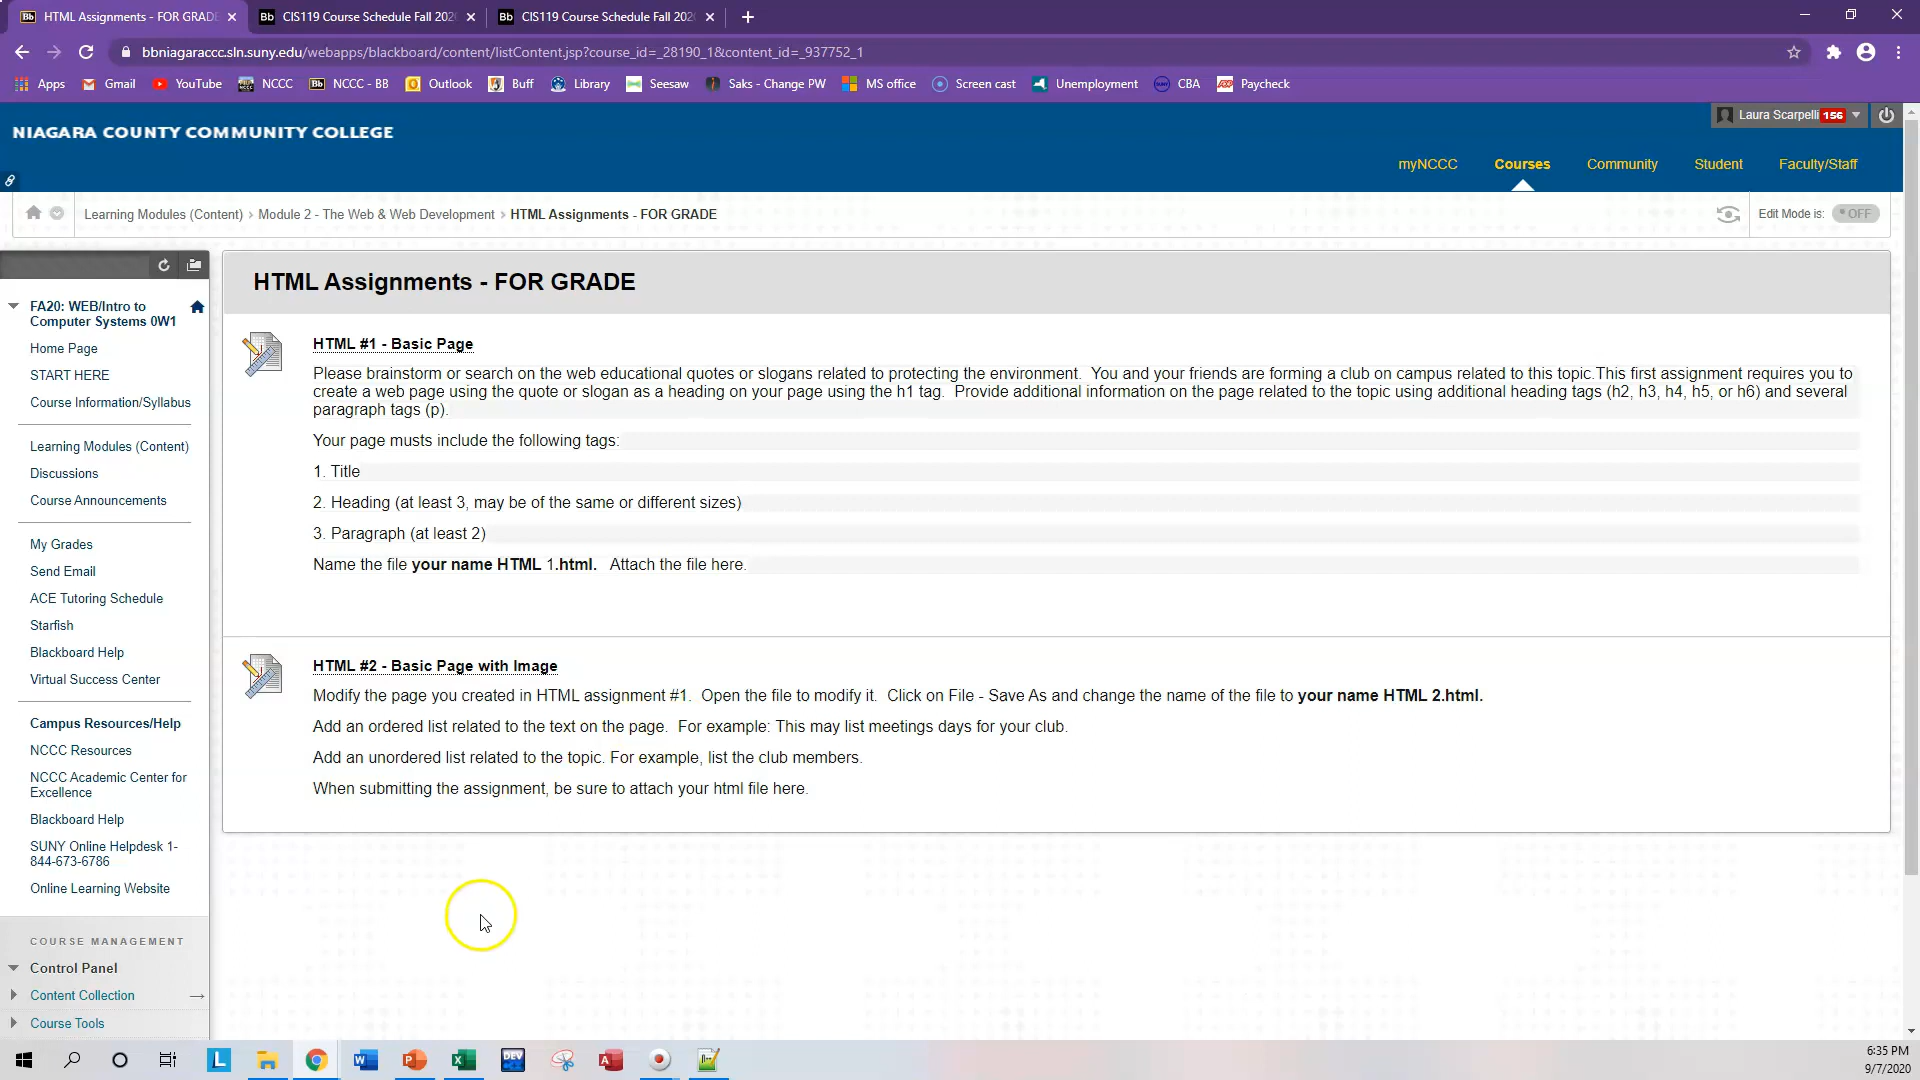 HTML Assignments - FOR GRADE
CIS119 Course Schedule Fall 202
CIS119 Course Schedule Fall 202
bbniagaraccc.sln.suny.edu/webapps/blackboard/content/listContent.jsp?course_id=_28190_1&content_id=_937752_1
Apps Gmail YouTube NCCC NCCC - BB Outlook Buff Library Seesaw Saks - Change PW MS office Screen cast Unemployment CBA Paycheck
Laura Scarpelli 156
NIAGARA COUNTY COMMUNITY COLLEGE
myNCCC Courses Community Student Faculty/Staff
Learning Modules (Content) Module 2 - The Web & Web Development HTML Assignments - FOR GRADE
Edit Mode is: OFF
FA20: WEB/Intro to
Computer Systems 0W1
Home Page
START HERE
Course Information/Syllabus
Learning Modules (Content)
Discussions
Course Announcements
My Grades
Send Email
ACE Tutoring Schedule
Starfish
Blackboard Help
Virtual Success Center
Campus Resources/Help
NCCC Resources
NCCC Academic Center for
Excellence
Blackboard Help
SUNY Online Helpdesk 1-
844-673-6786
Online Learning Website
COURSE MANAGEMENT
Control Panel
Content Collection
Course Tools
HTML Assignments - FOR GRADE
HTML #1 - Basic Page
Please brainstorm or search on the web educational quotes or slogans related to protecting the environment.  You and your friends are forming a club on campus related to this topic.This first assignment requires you to
create a web page using the quote or slogan as a heading on your page using the h1 tag.  Provide additional information on the page related to the topic using additional heading tags (h2, h3, h4, h5, or h6) and several
paragraph tags (p).
Your page musts include the following tags:
1. Title
2. Heading (at least 3, may be of the same or different sizes)
3. Paragraph (at least 2)
Name the file your name HTML 1.html.   Attach the file here.
HTML #2 - Basic Page with Image
Modify the page you created in HTML assignment #1.  Open the file to modify it.  Click on File - Save As and change the name of the file to your name HTML 2.html.
Add an ordered list related to the text on the page.  For example: This may list meetings days for your club.
Add an unordered list related to the topic. For example, list the club members.
When submitting the assignment, be sure to attach your html file here.
6:35 PM
9/7/2020